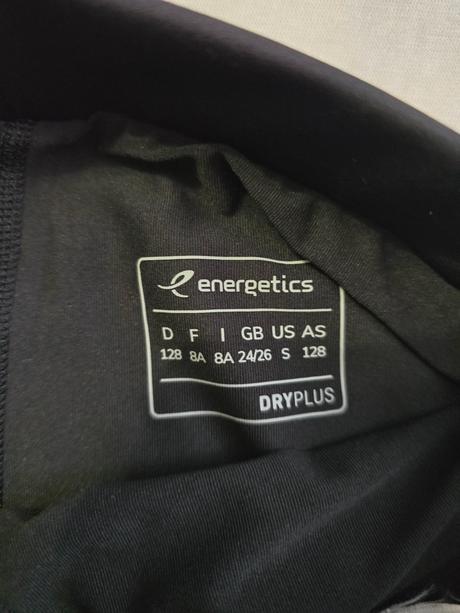 energetics
D F I GB US AS
128 8A 8A 24/26 S 128
DRYPLUS